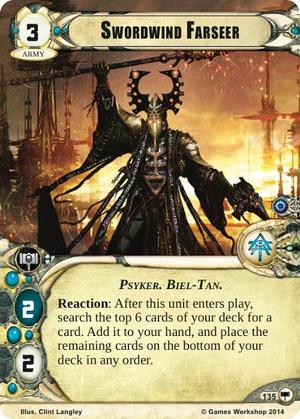 3
Swordwind Farseer
ARMY
Psyker. Biel-Tan.
Reaction: After this unit enters play,
search the top 6 cards of your deck for a
card. Add it to your hand, and place the
remaining cards on the bottom of your
deck in any order.
2
2
135
Illus. Clint Langley
© Games Workshop 2014